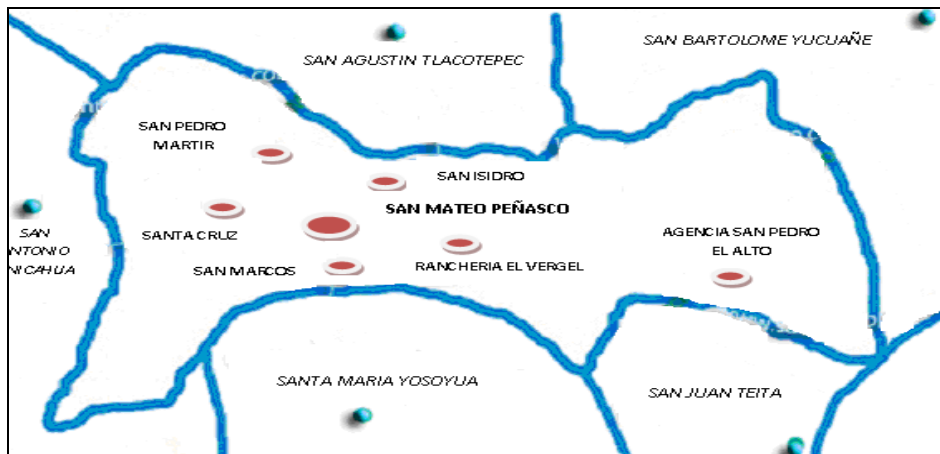 SAN BARTOLOME YUCUAÑE
SAN AGUSTIN TLACOTEPEC
SAN PEDRO
MARTIR
SAN ISIDRO
SAN MATEO PEÑASCO
SANTA CRUZ
SAN
NTONIO
NICAHUA
AGENCIA SAN PEDRO
EL ALTO
SAN MARCOS
RANCHERIA EL VERGEL
SANTA MARIA YOSOYUA
SAN JUAN TEITA